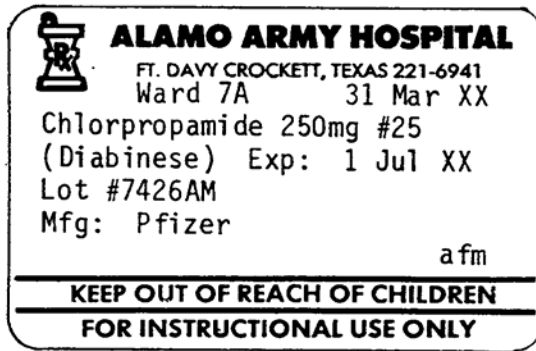 Rx
ALAMO ARMY HOSPITAL
FT. DAVY CROCKETT, TEXAS 221-6941
Ward 7A 31 Mar XX
Chlorpropamide 250mg #25
(Diabinese) Exp: 1 Jul XX
Lot #7426AM
Mfg: Pfizer
afm
KEEP OUT OF REACH OF CHILDREN
FOR INSTRUCTIONAL USE ONLY